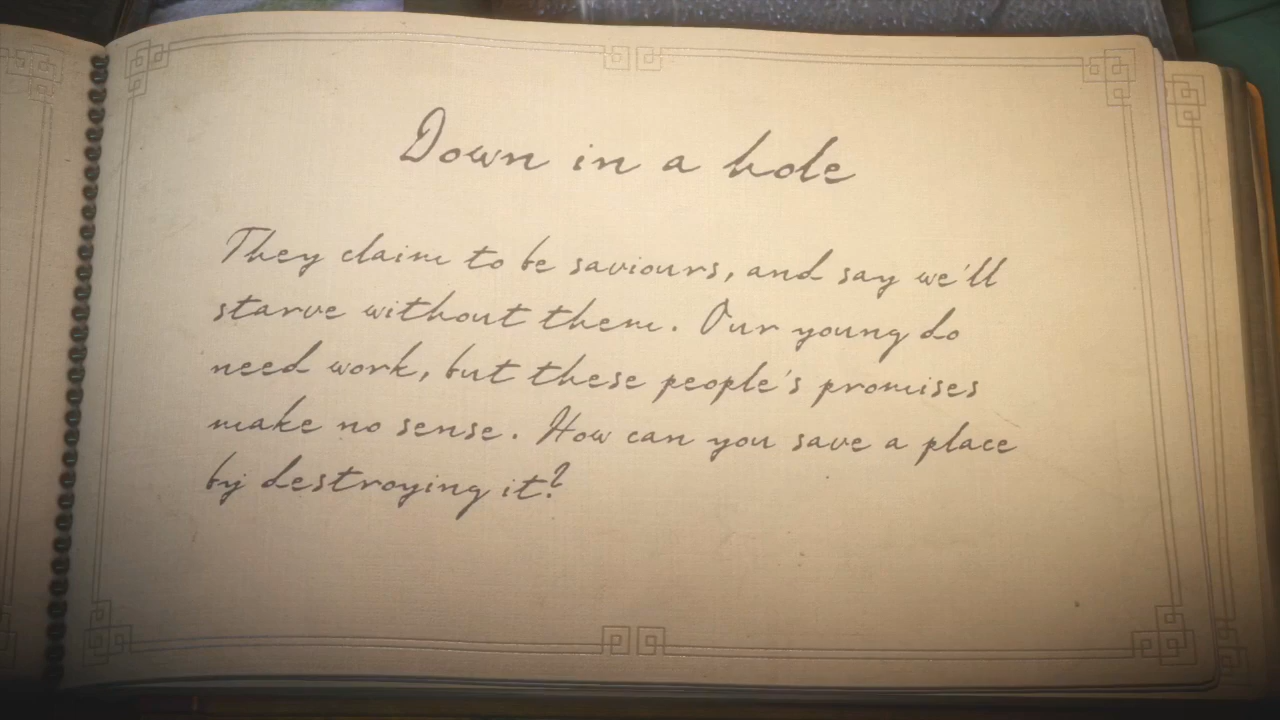 Down in a hole
They claim to be saviours, and say we'll
starve without them. Our young do
need work, but these people's promises
make no sense. How can you save a place
by destroying it?